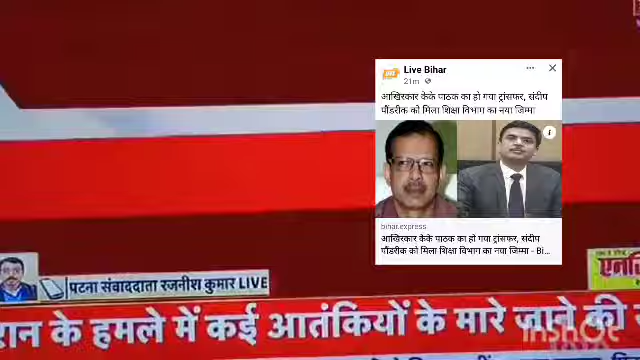 Live Bihar
21m
आखिरकार केके पाठक का हो गया ट्रांसफर, संदीप
पौंडरीक को मिला शिक्षा विभाग का नया जिम्मा
bihar.express
आखिरकार केके पाठक का हो गया ट्रांसफर, संदीप
पौंडरीक को मिला शिक्षा विभाग का नया जिम्मा - Bi...
पटना संवाददाता रजनीश कुमार LIVE
रान के हमले में कई आतंकियों के मारे जाने की
InShOt